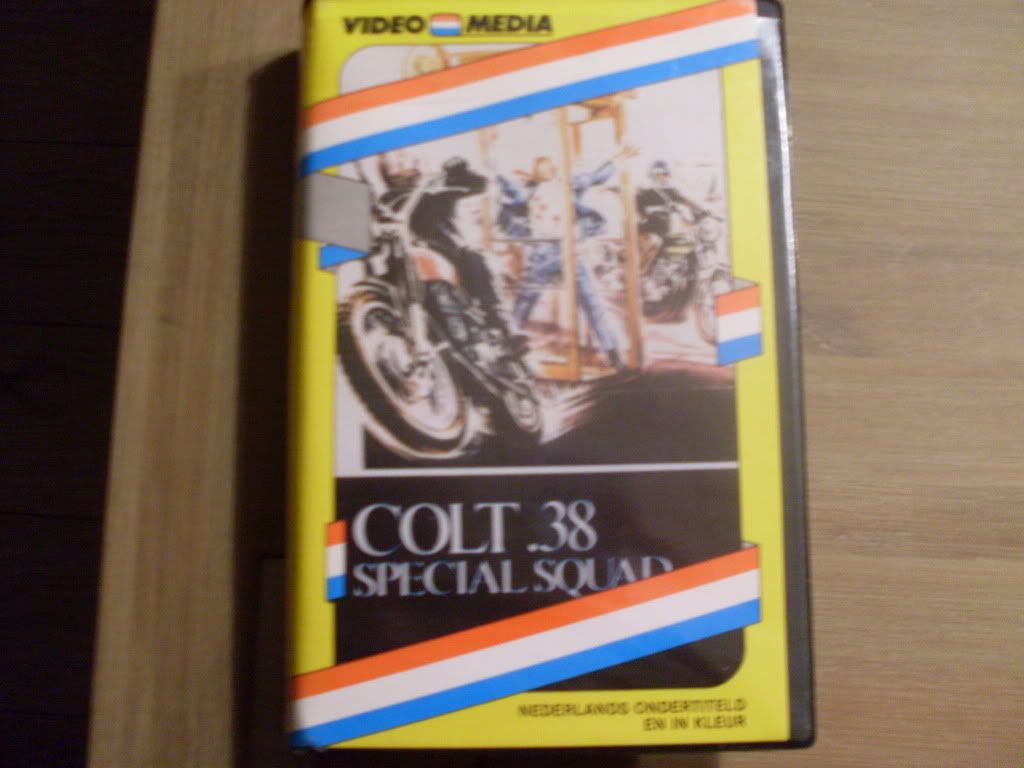 VIDEO MEDIA
COLT .38
SPECIAL SQUAD
NEDERLANDS ONDERTITELD
EN IN KLEUR